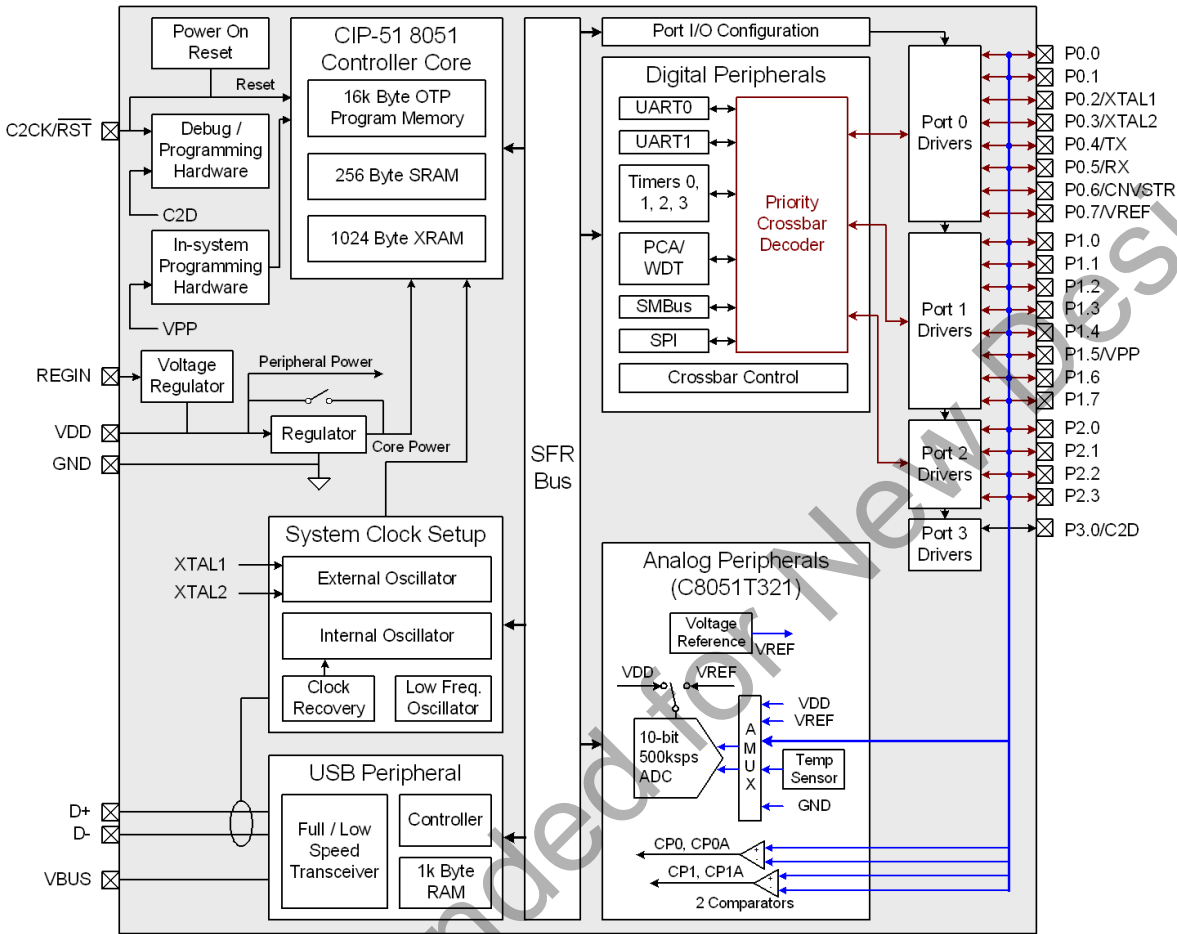 Power On
Reset
Reset
C2CK/RST
Debug /
Programming
Hardware
C2D
In-system
Programming
Hardware
VPP
CIP-51 8051
Controller Core
16k Byte OTP
Program Memory
256 Byte SRAM
1024 Byte XRAM
REGIN
Voltage
Regulator
Peripheral Power
VDD
Regulator
Core Power
GND
System Clock Setup
XTAL1
XTAL2
External Oscillator
Internal Oscillator
Clock
Recovery
Low Freq.
Oscillator
USB Peripheral
D+
D-
VBUS
Full / Low
Speed
Transceiver
Controller
1k Byte
RAM
SFR
Bus
Port I/O Configuration
Digital Peripherals
UART0
UART1
Timers 0,
1, 2, 3
PCA/
WDT
SMBus
SPI
Priority
Crossbar
Decoder
Crossbar Control
Port 0
Drivers
Port 1
Drivers
Port 2
Drivers
Port 3
Drivers
P0.0
P0.1
P0.2/XTAL1
P0.3/XTAL2
P0.4/TX
P0.5/RX
P0.6/CNVSTR
P0.7/VREF
P1.0
P1.1
P1.2
P1.3
P1.4
P1.5/VPP
P1.6
P1.7
P2.0
P2.1
P2.2
P2.3
P3.0/C2D
Analog Peripherals
(C8051T321)
Voltage
Reference
VREF
VDD
VREF
10-bit
500ksps
ADC
A
M
U
X
VDD
VREF
Temp
Sensor
GND
CP0, CP0A
+
-
CP1, CP1A
+
-
2 Comparators
nded for New Desi